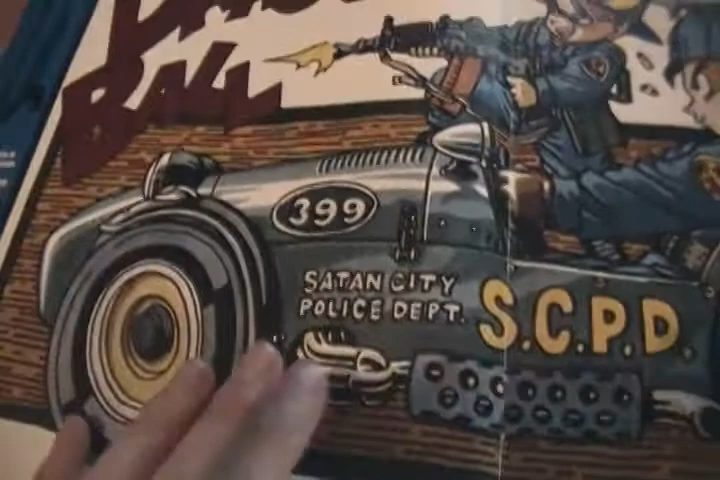 BALL
399
SATAN CITY
POLICE DEPT.
S.C.P.D.